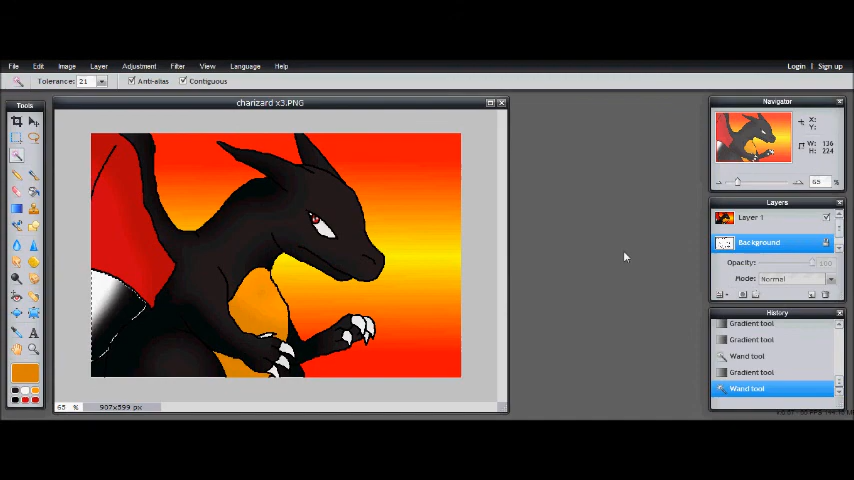 File Edit Image Layer Adjustment Filter View Language Help Login Sign up
Tolerance: 21 Anti-alias Contiguous
Tools
charizard x3.PNG
65 % 907x599 px
Navigator
X:
Y:
W: 136
H: 224
65 %
Layers
Layer 1
Background
Opacity: 100
Mode: Normal
History
Gradient tool
Gradient tool
Wand tool
Gradient tool
Wand tool